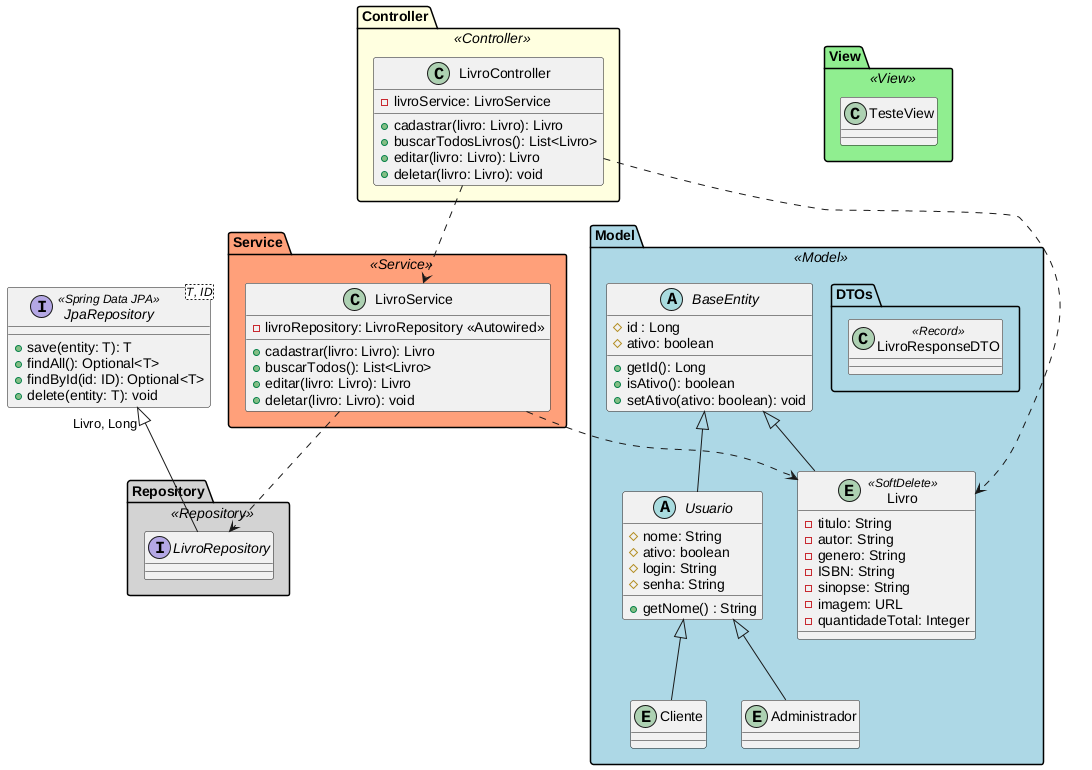 Controller
«Controller»
C LivroController
livroService: LivroService
cadastrar(livro: Livro): Livro
buscarTodosLivros(): List<Livro>
editar(livro: Livro): Livro
deletar(livro: Livro): void
View
«View»
C TesteView
Service
«Service»
C LivroService
livroRepository: LivroRepository «Autowired»
cadastrar(livro: Livro): Livro
buscarTodos(): List<Livro>
editar(livro: Livro): Livro
deletar(livro: Livro): void
T, ID
I «Spring Data JPA»
JpaRepository
save(entity: T): T
findAll(): Optional<T>
findById(id: ID): Optional<T>
delete(entity: T): void
Livro, Long
Repository
«Repository»
I LivroRepository
Model
«Model»
A BaseEntity
id : Long
ativo: boolean
getId(): Long
isAtivo(): boolean
setAtivo(ativo: boolean): void
DTOs
C «Record»
LivroResponseDTO
A Usuario
nome: String
ativo: boolean
login: String
senha: String
getNome() : String
E «SoftDelete»
Livro
titulo: String
autor: String
genero: String
ISBN: String
sinopse: String
imagem: URL
quantidadeTotal: Integer
E Cliente
E Administrador